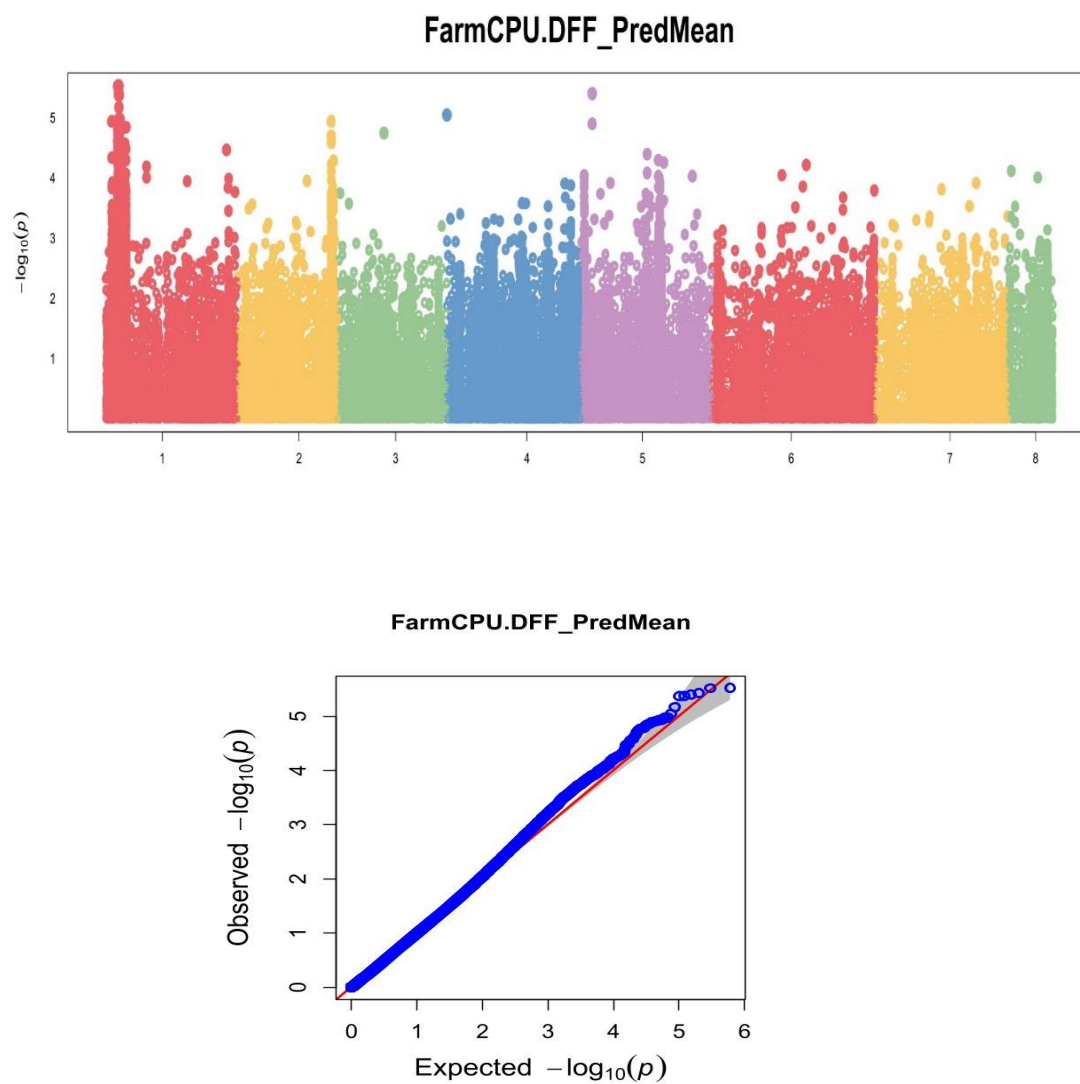 FarmCPU.DFF_PredMean
−log₁₀(p)
5
4
3
2
1
1 2 3 4 5 6 7 8
FarmCPU.DFF_PredMean
Observed −log₁₀(p)
5
4
3
2
1
0
0 1 2 3 4 5 6
Expected −log₁₀(p)